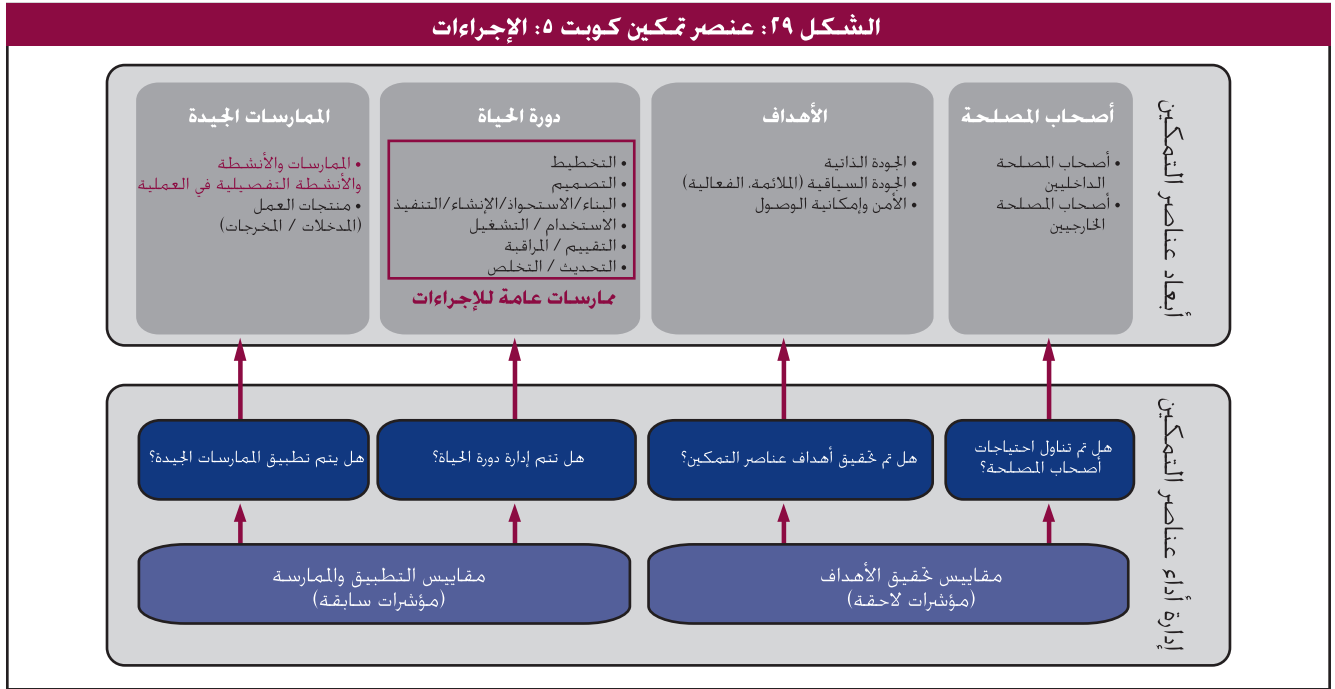 الشكل ٢٩: عنصر تمكين كوبت ٥: الإجراءات
أبعاد عناصر التمكين
أصحاب المصلحة
• أصحاب المصلحة
الداخليين
• أصحاب المصلحة
الخارجيين
الأهداف
• الجودة الذاتية
• الجودة السياقية (الملائمة، الفعالية)
• الأمن وإمكانية الوصول
دورة الحياة
• التخطيط
• التصميم
• البناء/الاستحواذ/الإنشاء/التنفيذ
• الاستخدام / التشغيل
• التقييم / المراقبة
• التحديث / التخلص
ممارسات عامة للإجراءات
الممارسات الجيدة
• الممارسات والأنشطة
والأنشطة التفصيلية في العملية
• منتجات العمل
(المدخلات / المخرجات)
إدارة أداء عناصر التمكين
هل تم تناول احتياجات
أصحاب المصلحة؟
هل تم تحقيق أهداف عناصر التمكين؟
هل تتم إدارة دورة الحياة؟
هل يتم تطبيق الممارسات الجيدة؟
مقاييس تحقيق الأهداف
(مؤشرات لاحقة)
مقاييس التطبيق والممارسة
(مؤشرات سابقة)